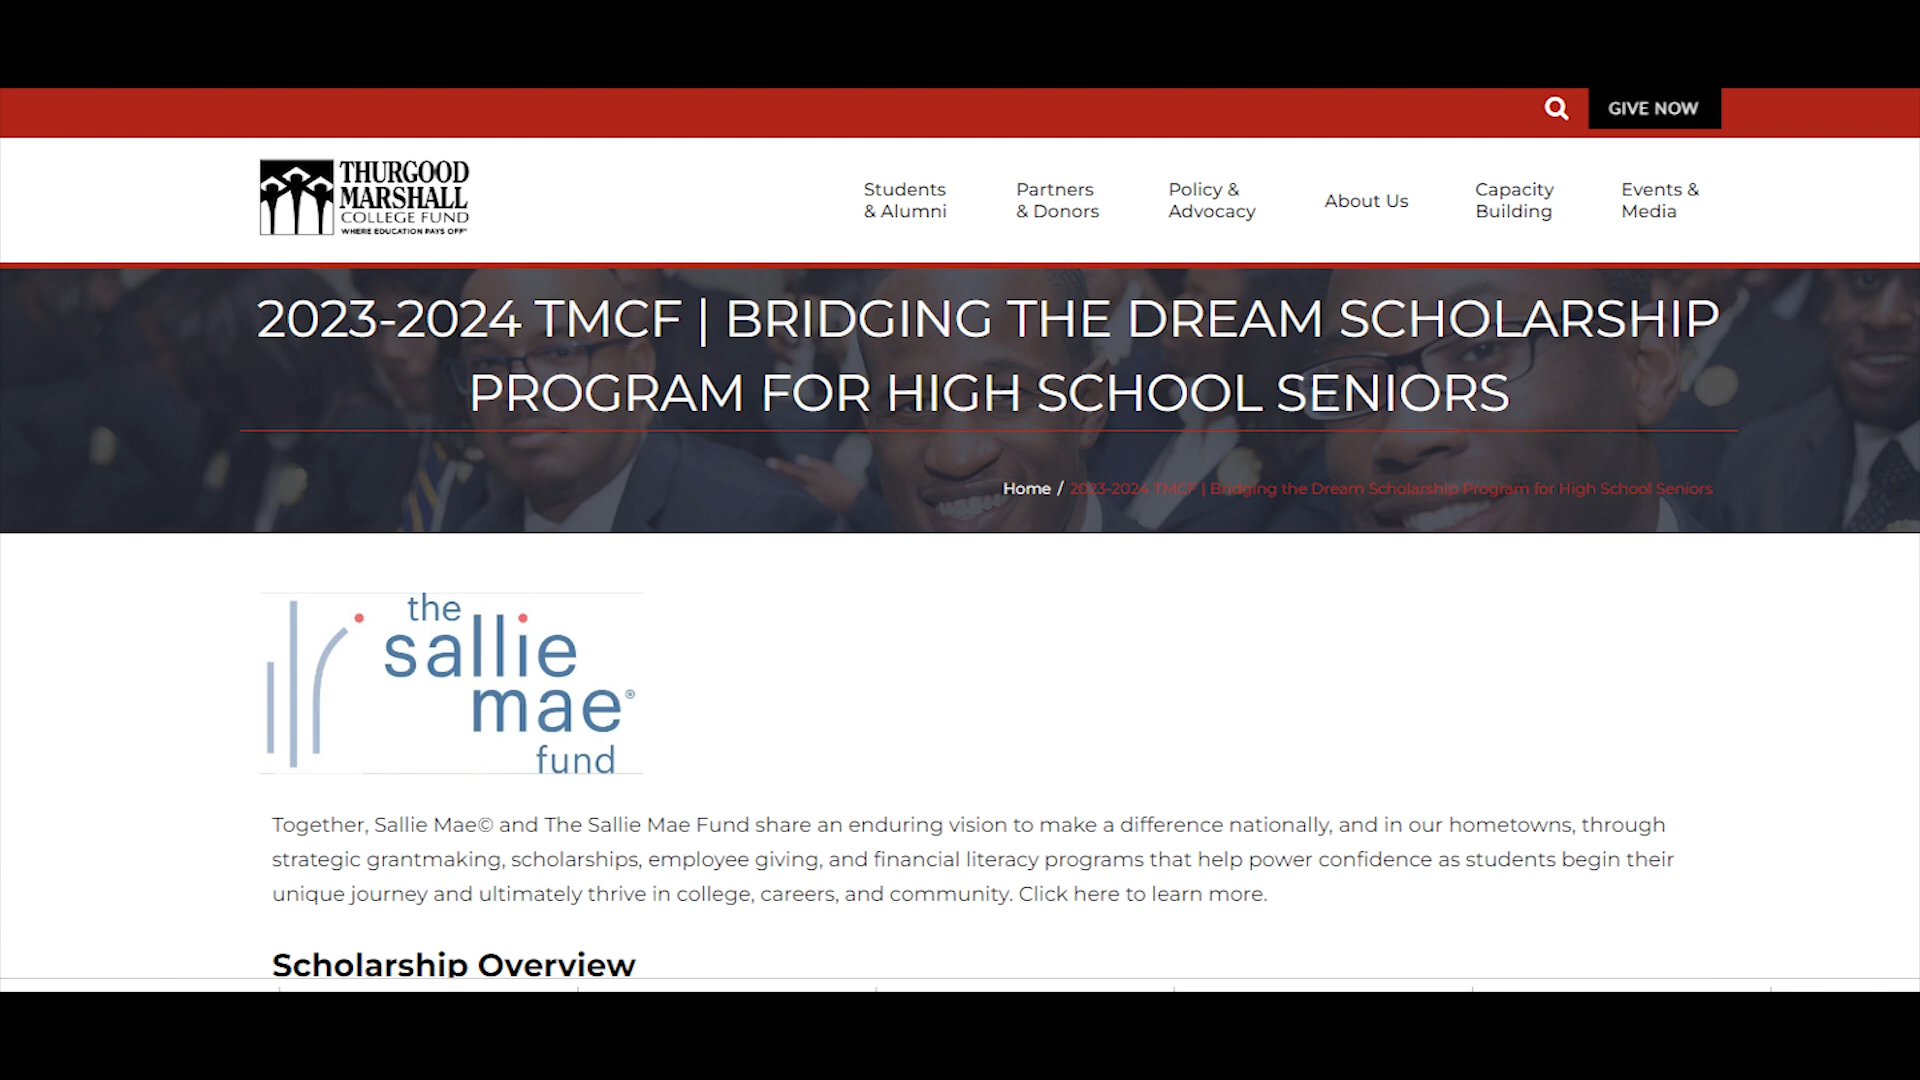 GIVE NOW
THURGOOD
MARSHALL
COLLEGE FUND
WHERE EDUCATION PAYS OFF®
Students
& Alumni
Partners
& Donors
Policy &
Advocacy
About Us
Capacity
Building
Events &
Media
2023-2024 TMCF | BRIDGING THE DREAM SCHOLARSHIP
PROGRAM FOR HIGH SCHOOL SENIORS
Home / 2023-2024 TMCF | Bridging the Dream Scholarship Program for High School Seniors
the
sallie
mae®
fund
Together, Sallie Mae© and The Sallie Mae Fund share an enduring vision to make a difference nationally, and in our hometowns, through
strategic grantmaking, scholarships, employee giving, and financial literacy programs that help power confidence as students begin their
unique journey and ultimately thrive in college, careers, and community. Click here to learn more.
Scholarship Overview